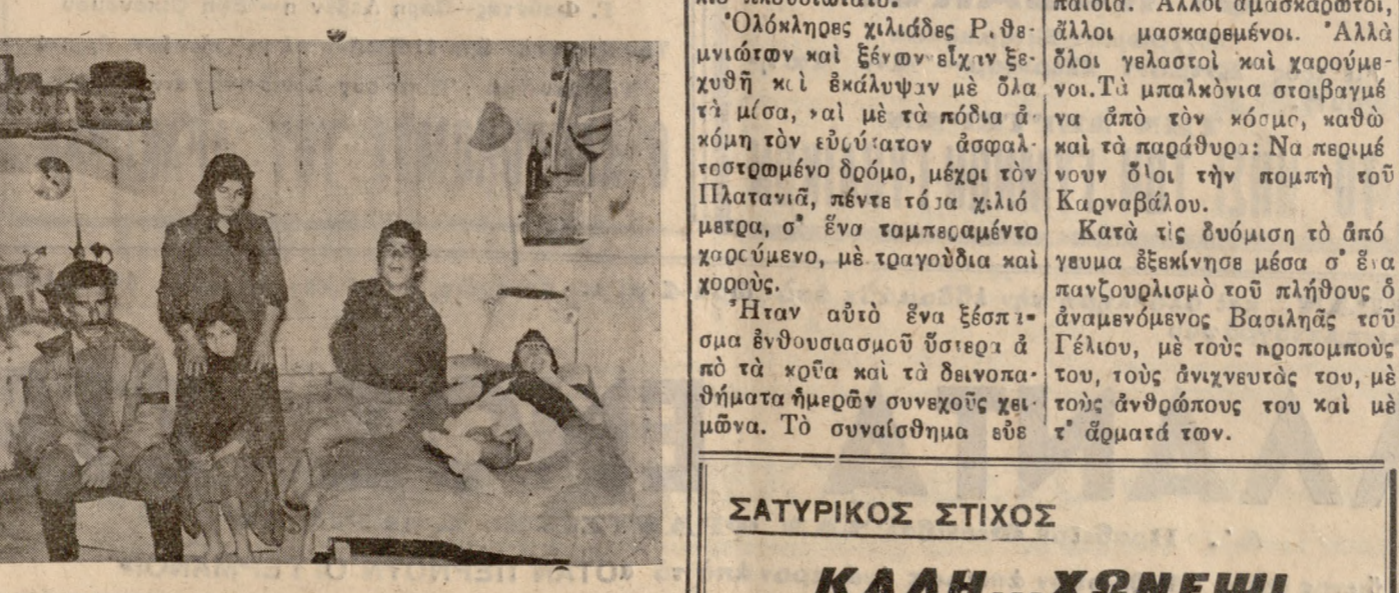 Ὁλόκληρες χιλιάδες Ρεθε-
μνιώτων καὶ ξένων εἶχαν ξε-
χυθῆ καὶ ἐκάλυψαν μὲ ὅλα
τὰ μέσα, καὶ μὲ τὰ πόδια ἀ-
κόμη τὸν εὐρύτατον ἀσφαλ-
τοστρωμένο δρόμο, μέχρι τὸν
Πλατανιᾶ, πέντε τόσα χιλιό
μετρα, σ' ἕνα ταμπεραμέντο
χαρούμενο, μὲ τραγούδια καὶ
χορούς.
Ἦταν αὐτὸ ἕνα ξέσπα-
σμα ἐνθουσιασμοῦ ὕστερα ἀ
πὸ τὰ κρῦα καὶ τὰ δεινοπα-
θήματα ἡμερῶν συνεχοῦς χει-
μῶνα. Τὸ συναίσθημα εὐε
παιδιά. Ἄλλοι ἀμασκάρωτοι,
ἄλλοι μασκαρεμένοι. Ἀλλὰ
ὅλοι γελαστοὶ καὶ χαρούμε-
νοι. Τὰ μπαλκόνια στοιβαγμέ
να ἀπὸ τὸν κόσμο, καθὼ
καὶ τὰ παράθυρα: Να περιμέ
νουν ὅλοι τὴν πομπὴ τοῦ
Καρναβάλου.
Κατὰ τὶς δυόμιση τὸ ἀπό
γευμα ἐξεκίνησε μέσα σ' ἕνα
πανζουρλισμὸ τοῦ πλήθους ὁ
ἀναμενόμενος Βασιληᾶς τοῦ
Γέλιου, μὲ τοὺς προπομποὺς
του, τοὺς ἀνιχνευτὰς του, μὲ
τοὺς ἀνθρώπους του καὶ μὲ
τ' ἅρματά των.
ΣΑΤΥΡΙΚΟΣ ΣΤΙΧΟΣ
ΚΑΛΗ... ΧΩΝΕΨΙ